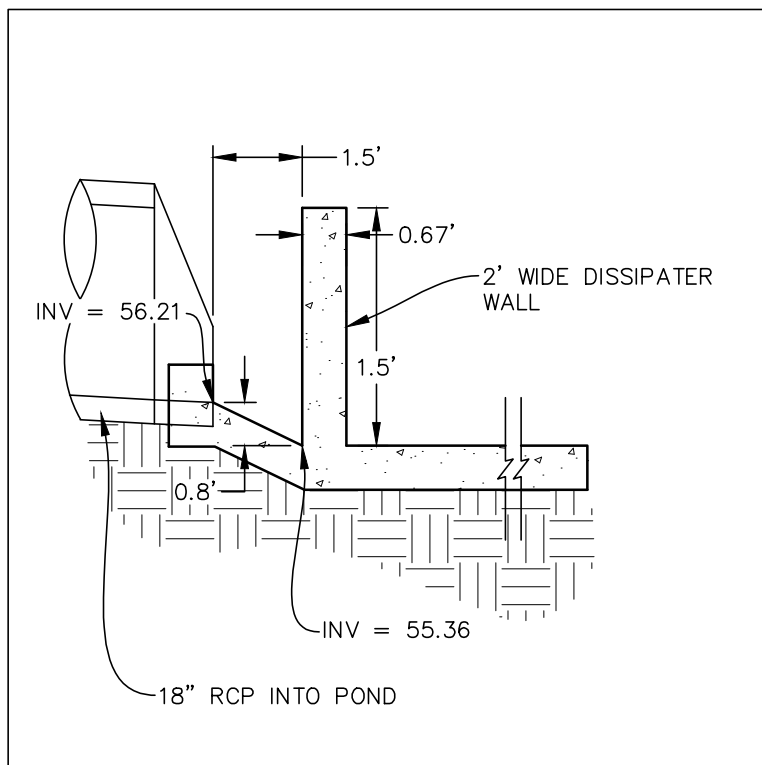 1.5'
0.67'
2' WIDE DISSIPATER
WALL
INV = 56.21
1.5'
0.8'
INV = 55.36
18" RCP INTO POND